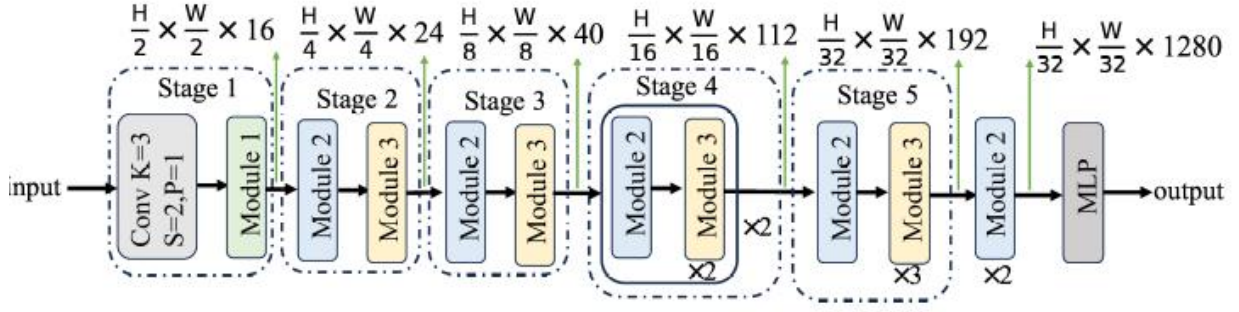 H/2 × W/2 × 16
H/4 × W/4 × 24
H/8 × W/8 × 40
H/16 × W/16 × 112
H/32 × W/32 × 192
H/32 × W/32 × 1280
Stage 1
Stage 2
Stage 3
Stage 4
Stage 5
input
Conv K=3
S=2,P=1
Module 1
Module 2
Module 3
Module 2
Module 3
Module 2
Module 3
×2
×2
Module 2
Module 3
×3
Module 2
×2
MLP
output